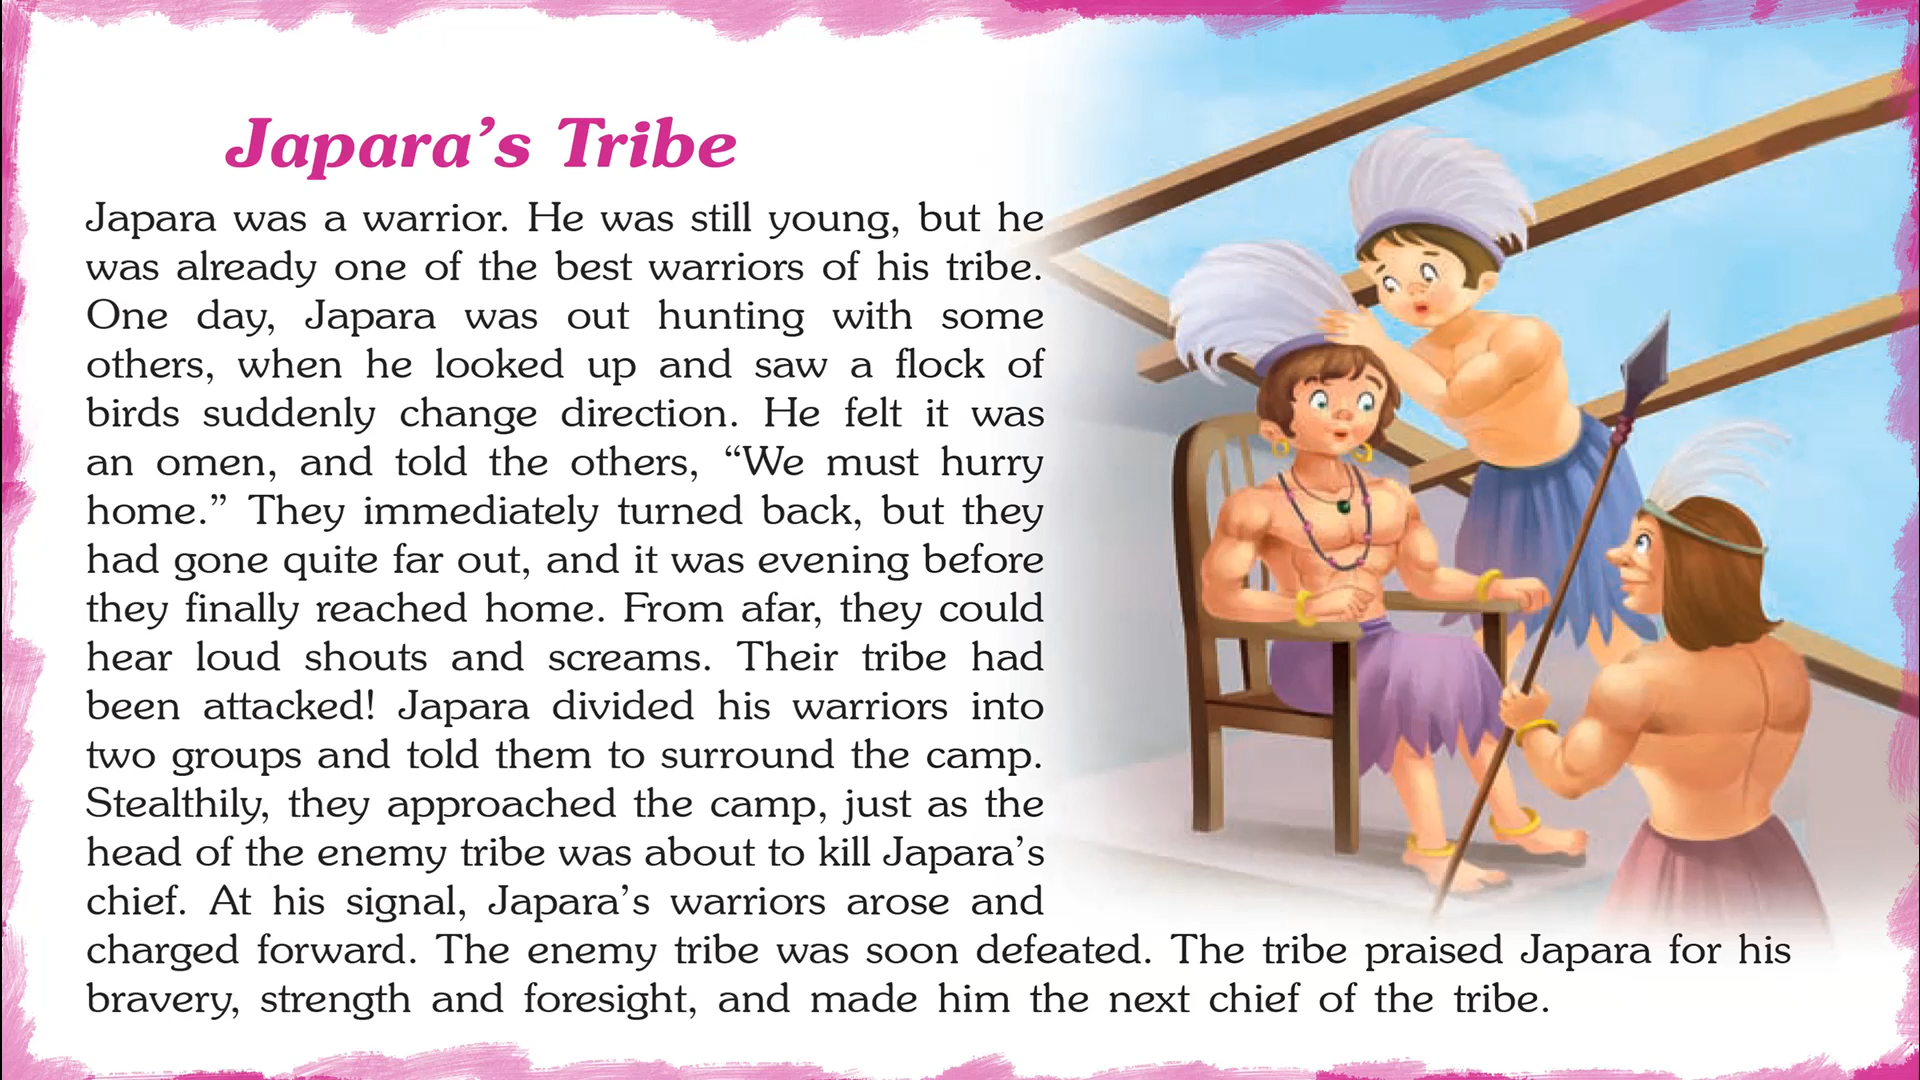 Japara’s Tribe
Japara was a warrior. He was still young, but he
was already one of the best warriors of his tribe.
One day, Japara was out hunting with some
others, when he looked up and saw a flock of
birds suddenly change direction. He felt it was
an omen, and told the others, “We must hurry
home.” They immediately turned back, but they
had gone quite far out, and it was evening before
they finally reached home. From afar, they could
hear loud shouts and screams. Their tribe had
been attacked! Japara divided his warriors into
two groups and told them to surround the camp.
Stealthily, they approached the camp, just as the
head of the enemy tribe was about to kill Japara’s
chief. At his signal, Japara’s warriors arose and
charged forward. The enemy tribe was soon defeated. The tribe praised Japara for his
bravery, strength and foresight, and made him the next chief of the tribe.